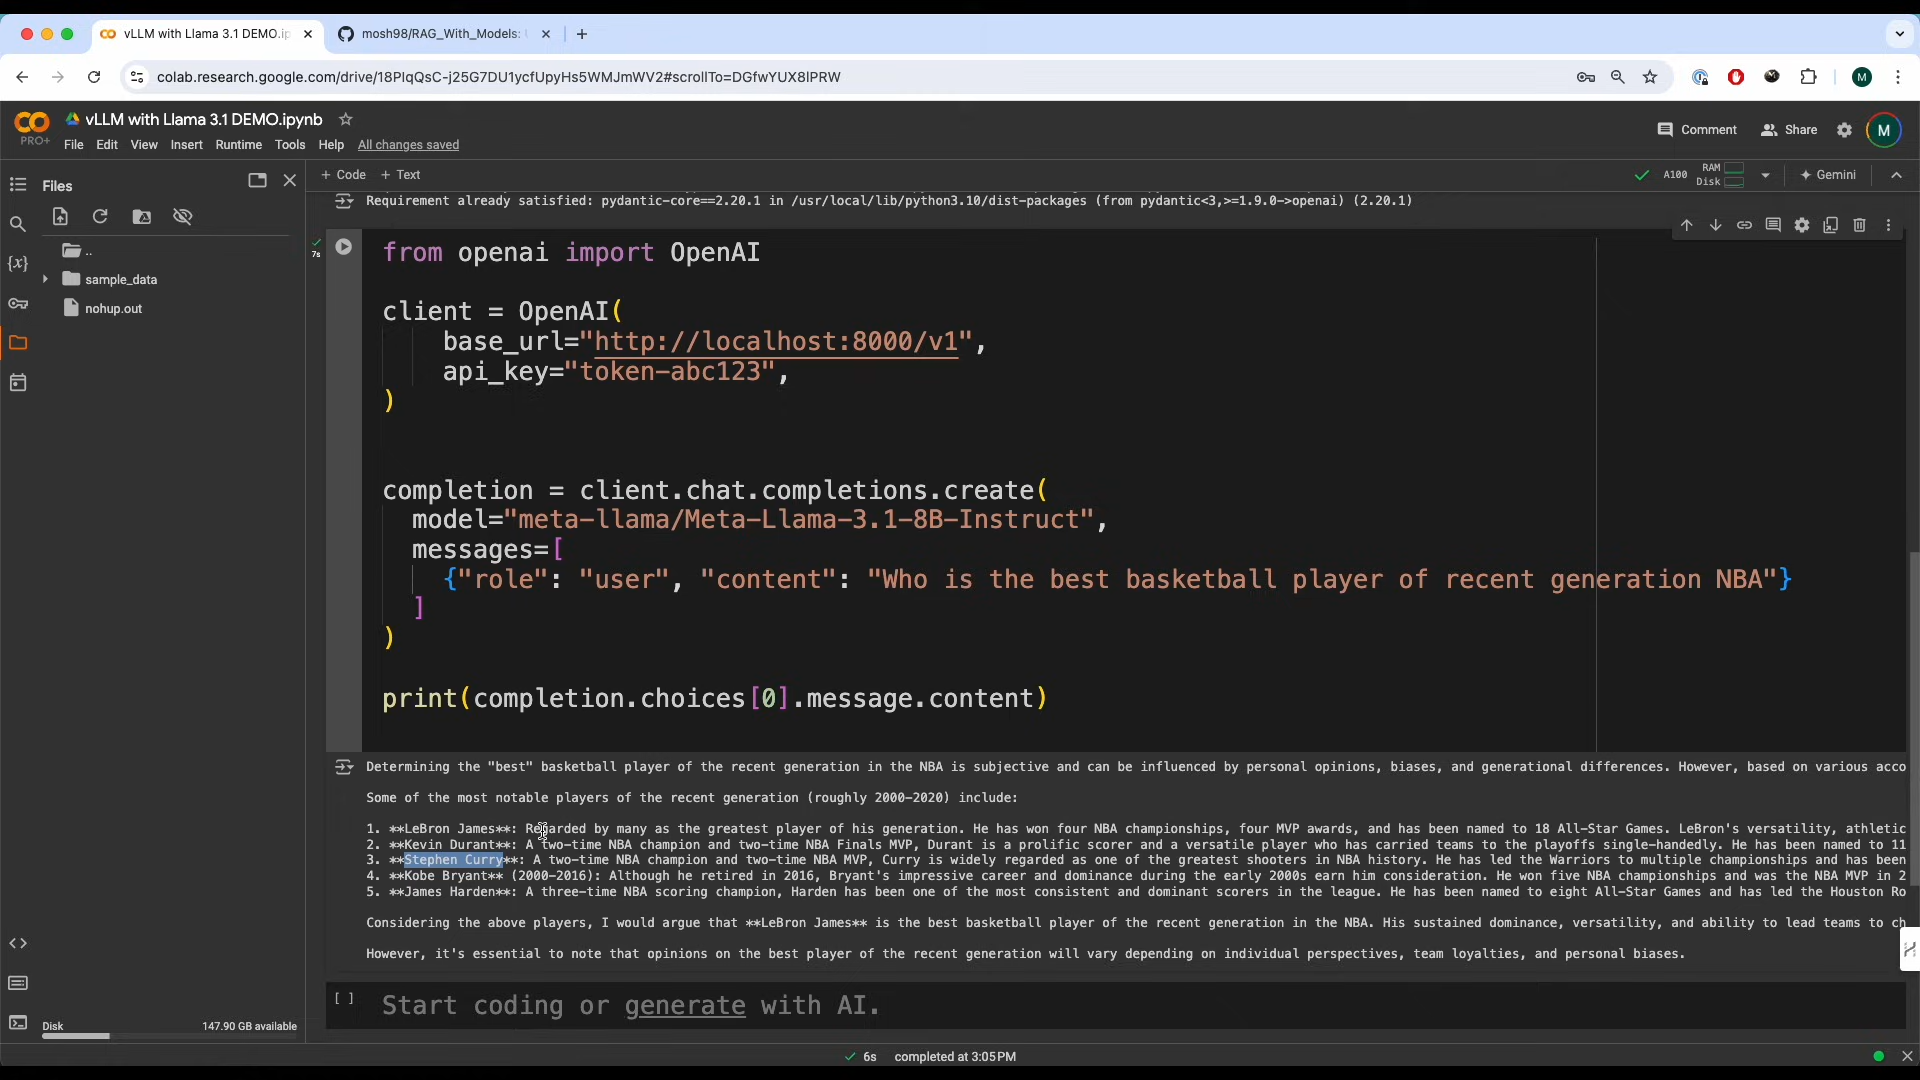 vLLM with Llama 3.1 DEMO.ip
mosh98/RAG_With_Models:
colab.research.google.com/drive/18PlqQsC-j25G7DU1ycfUpyHs5WMJmWV2#scrollTo=DGfwYUX8lPRW
M
PRO+
vLLM with Llama 3.1 DEMO.ipynb
Comment
Share
M
File Edit View Insert Runtime Tools Help All changes saved
Files
+ Code + Text
A100
RAM
Disk
Gemini
Requirement already satisfied: pydantic-core==2.20.1 in /usr/local/lib/python3.10/dist-packages (from pydantic<3,>=1.9.0->openai) (2.20.1)
..
sample_data
nohup.out
{x}
7s
from openai import OpenAI
client = OpenAI(
base_url="http://localhost:8000/v1",
api_key="token-abc123",
)
completion = client.chat.completions.create(
model="meta-llama/Meta-Llama-3.1-8B-Instruct",
messages=[
{"role": "user", "content": "Who is the best basketball player of recent generation NBA"}
]
)
print(completion.choices[0].message.content)
Determining the "best" basketball player of the recent generation in the NBA is subjective and can be influenced by personal opinions, biases, and generational differences. However, based on various acco
Some of the most notable players of the recent generation (roughly 2000-2020) include:
1. **LeBron James**: Regarded by many as the greatest player of his generation. He has won four NBA championships, four MVP awards, and has been named to 18 All-Star Games. LeBron's versatility, athletic
2. **Kevin Durant**: A two-time NBA champion and two-time NBA Finals MVP, Durant is a prolific scorer and a versatile player who has carried teams to the playoffs single-handedly. He has been named to 11
3. **Stephen Curry**: A two-time NBA champion and two-time NBA MVP, Curry is widely regarded as one of the greatest shooters in NBA history. He has led the Warriors to multiple championships and has been
4. **Kobe Bryant** (2000-2016): Although he retired in 2016, Bryant's impressive career and dominance during the early 2000s earn him consideration. He won five NBA championships and was the NBA MVP in 2
5. **James Harden**: A three-time NBA scoring champion, Harden has been one of the most consistent and dominant scorers in the league. He has been named to eight All-Star Games and has led the Houston Ro
Considering the above players, I would argue that **LeBron James** is the best basketball player of the recent generation in the NBA. His sustained dominance, versatility, and ability to lead teams to ch
However, it's essential to note that opinions on the best player of the recent generation will vary depending on individual perspectives, team loyalties, and personal biases.
[ ] Start coding or generate with AI.
Disk 147.90 GB available
6s completed at 3:05 PM